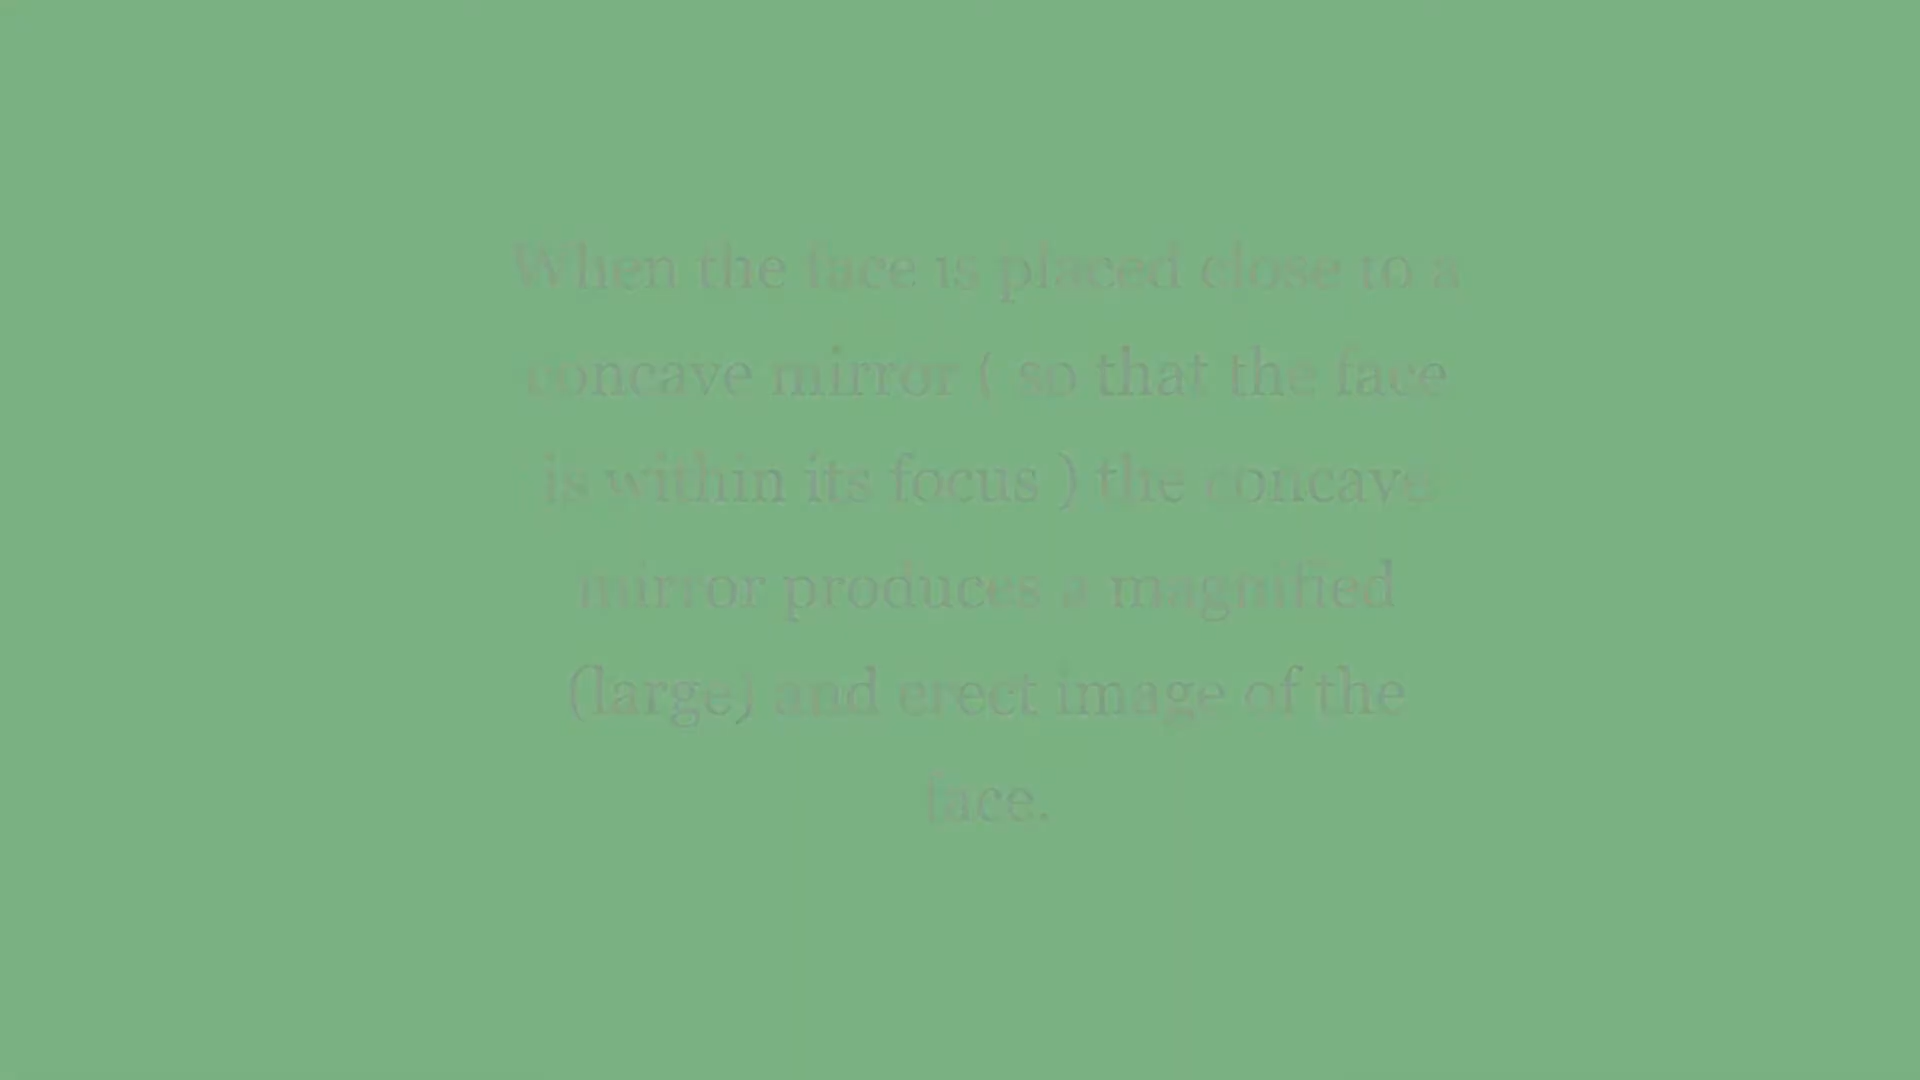 When the face is placed close to a
concave mirror ( so that the face
is within its focus ) the concave
mirror produces a magnified
(large) and erect image of the
face.